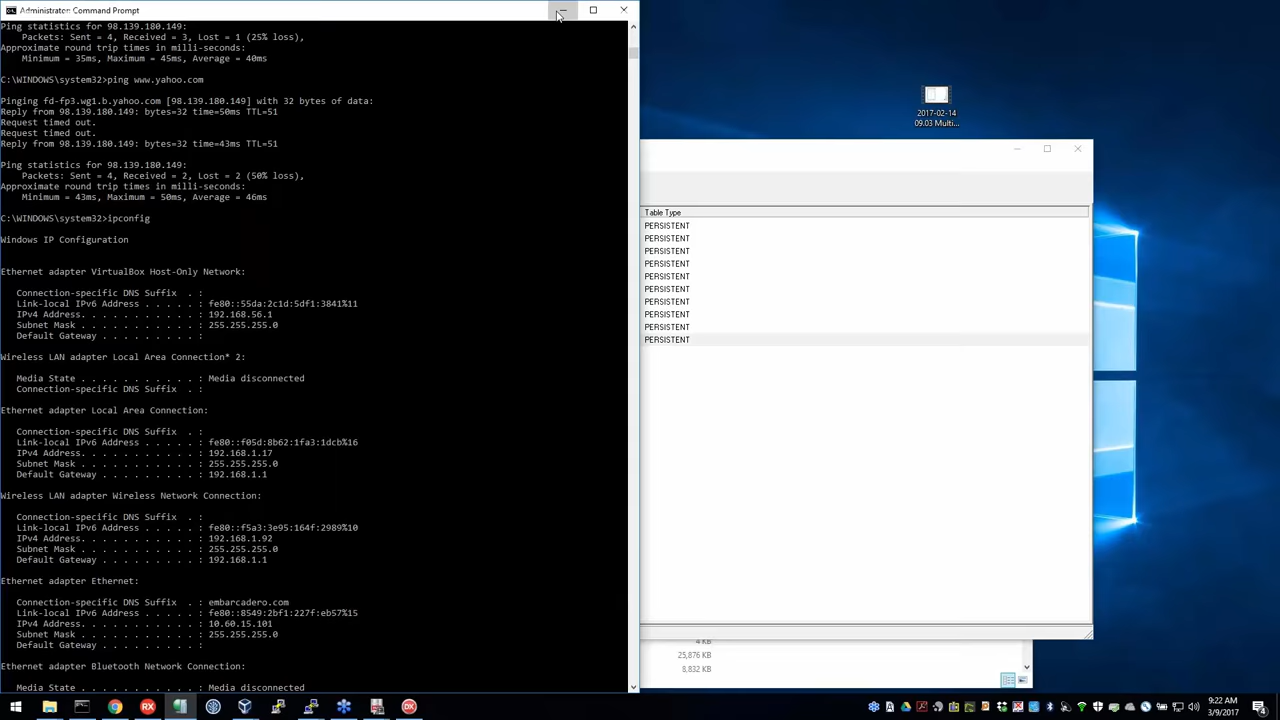 Administrator: Command Prompt
Ping statistics for 98.139.180.149:
    Packets: Sent = 4, Received = 3, Lost = 1 (25% loss),
Approximate round trip times in milli-seconds:
    Minimum = 35ms, Maximum = 45ms, Average = 40ms
C:\WINDOWS\system32>ping www.yahoo.com
Pinging fd-fp3.wg1.b.yahoo.com [98.139.180.149] with 32 bytes of data:
Reply from 98.139.180.149: bytes=32 time=50ms TTL=51
Request timed out.
Request timed out.
Reply from 98.139.180.149: bytes=32 time=43ms TTL=51
Ping statistics for 98.139.180.149:
    Packets: Sent = 4, Received = 2, Lost = 2 (50% loss),
Approximate round trip times in milli-seconds:
    Minimum = 43ms, Maximum = 50ms, Average = 46ms
C:\WINDOWS\system32>ipconfig
Windows IP Configuration
Ethernet adapter VirtualBox Host-Only Network:
   Connection-specific DNS Suffix  . :
   Link-local IPv6 Address . . . . . : fe80::55da:2c1d:5df1:3841%11
   IPv4 Address. . . . . . . . . . . : 192.168.56.1
   Subnet Mask . . . . . . . . . . . : 255.255.255.0
   Default Gateway . . . . . . . . . :
Wireless LAN adapter Local Area Connection* 2:
   Media State . . . . . . . . . . . : Media disconnected
   Connection-specific DNS Suffix  . :
Ethernet adapter Local Area Connection:
   Connection-specific DNS Suffix  . :
   Link-local IPv6 Address . . . . . : fe80::f05d:8b62:1fa3:1dcb%16
   IPv4 Address. . . . . . . . . . . : 192.168.1.17
   Subnet Mask . . . . . . . . . . . : 255.255.255.0
   Default Gateway . . . . . . . . . : 192.168.1.1
Wireless LAN adapter Wireless Network Connection:
   Connection-specific DNS Suffix  . :
   Link-local IPv6 Address . . . . . : fe80::f5a3:3e95:164f:2989%10
   IPv4 Address. . . . . . . . . . . : 192.168.1.92
   Subnet Mask . . . . . . . . . . . : 255.255.255.0
   Default Gateway . . . . . . . . . : 192.168.1.1
Ethernet adapter Ethernet:
   Connection-specific DNS Suffix  . : embarcadero.com
   Link-local IPv6 Address . . . . . : fe80::8549:2bf1:227f:eb57%15
   IPv4 Address. . . . . . . . . . . : 10.60.15.101
   Subnet Mask . . . . . . . . . . . : 255.255.255.0
   Default Gateway . . . . . . . . . :
Ethernet adapter Bluetooth Network Connection:
   Media State . . . . . . . . . . . : Media disconnected
2017-02-14
09.03 Multi...
Table Type
PERSISTENT
PERSISTENT
PERSISTENT
PERSISTENT
PERSISTENT
PERSISTENT
PERSISTENT
PERSISTENT
PERSISTENT
PERSISTENT
4 KB
25,876 KB
8,832 KB
RX
DX
9:22 AM
3/9/2017